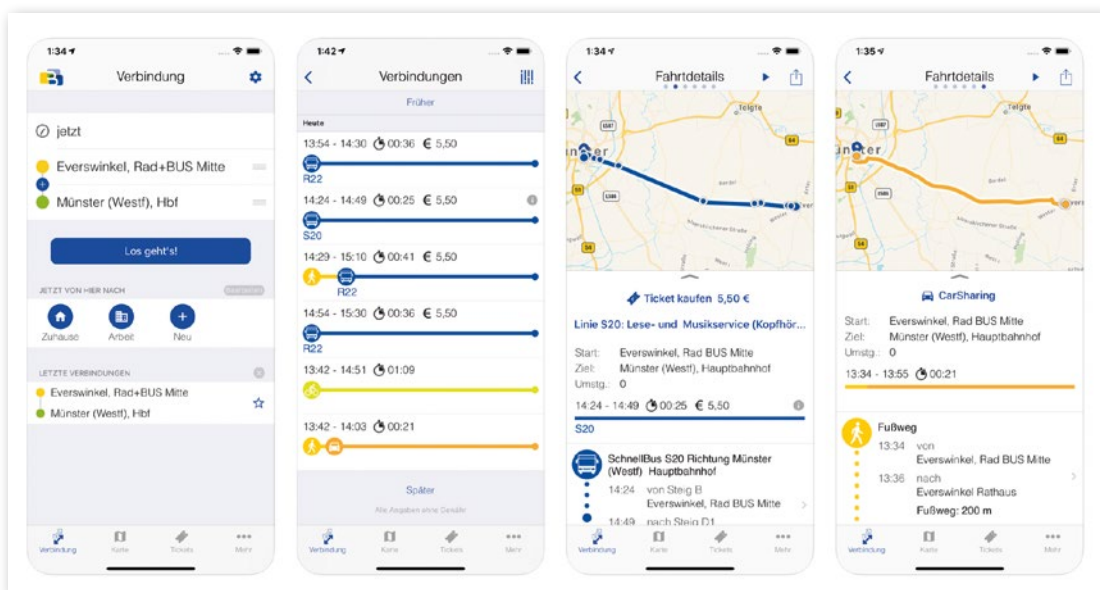 1:34
Verbindung
jetzt
Everswinkel, Rad+BUS Mitte
Münster (Westf), Hbf
Los geht's!
JETZT VON HIER NACH
Zuhause Arbeit Neu
LETZTE VERBINDUNGEN
Everswinkel, Rad+BUS Mitte
Münster (Westf), Hbf
Verbindung Karte Tickets Mehr
1:42
Verbindungen
Früher
Heute
13:54 - 14:30 00:36 € 5,50
R22
14:24 - 14:49 00:25 € 5,50
S20
14:29 - 15:10 00:41 € 5,50
R22
14:54 - 15:30 00:36 € 5,50
R22
13:42 - 14:51 01:09
13:42 - 14:03 00:21
Später
Alle Angaben ohne Gewähr
Verbindung Karte Tickets Mehr
1:34
Fahrtdetails
Telgte
Ticket kaufen 5,50 €
Linie S20: Lese- und Musikservice (Kopfhör...
Start: Everswinkel, Rad BUS Mitte
Ziel: Münster (Westf), Hauptbahnhof
Umstg.: 0
14:24 - 14:49 00:25 € 5,50
S20
SchnellBus S20 Richtung Münster
(Westf) Hauptbahnhof
14:24 von Steig B
Everswinkel, Rad BUS Mitte
14:49 nach Steig D1
Verbindung Karte Tickets Mehr
1:35
Fahrtdetails
Telgte
CarSharing
Start: Everswinkel, Rad BUS Mitte
Ziel: Münster (Westf), Hauptbahnhof
Umstg.: 0
13:34 - 13:55 00:21
Fußweg
13:34 von
Everswinkel, Rad BUS Mitte
13:36 nach
Everswinkel Rathaus
Fußweg: 200 m
Verbindung Karte Tickets Mehr